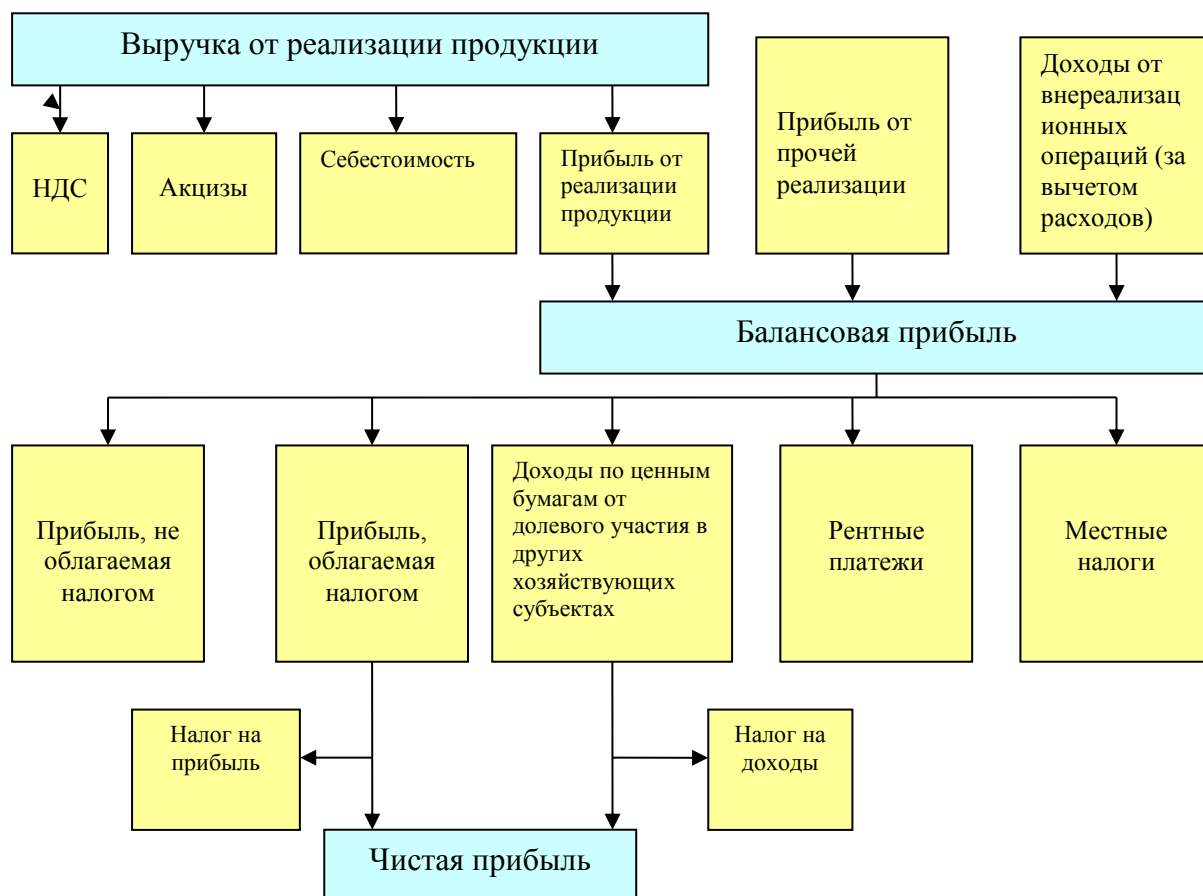 Выручка от реализации продукции
Прибыль от
прочей
реализации
Доходы от
внереализац
ионных
операций (за
вычетом
расходов)
НДС
Акцизы
Себестоимость
Прибыль от
реализации
продукции
Балансовая прибыль
Прибыль, не
облагаемая
налогом
Прибыль,
облагаемая
налогом
Доходы по ценным
бумагам от
долевого участия в
других
хозяйствующих
субъектах
Рентные
платежи
Местные
налоги
Налог на
прибыль
Налог на
доходы
Чистая прибыль